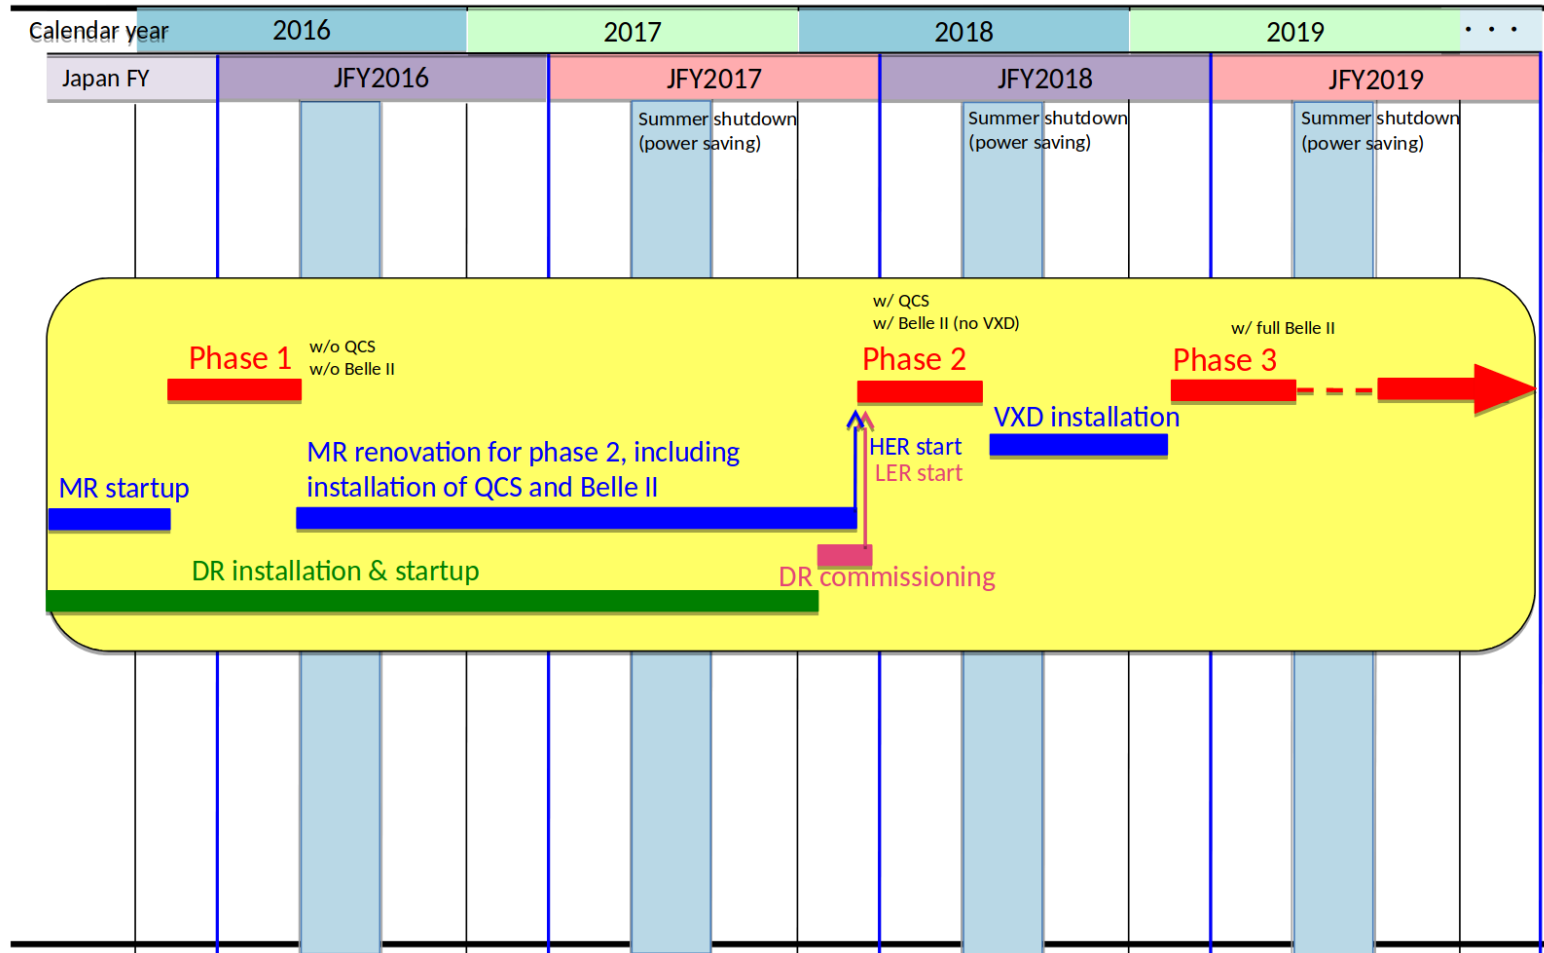 Calendar year 2016 2017 2018 2019 · · ·
Japan FY JFY2016 JFY2017 JFY2018 JFY2019
Summer shutdown
(power saving)
Summer shutdown
(power saving)
Summer shutdown
(power saving)
Phase 1
w/o QCS
w/o Belle II
w/ QCS
w/ Belle II (no VXD)
Phase 2
w/ full Belle II
Phase 3
VXD installation
HER start
LER start
MR renovation for phase 2, including
installation of QCS and Belle II
MR startup
DR installation & startup
DR commissioning